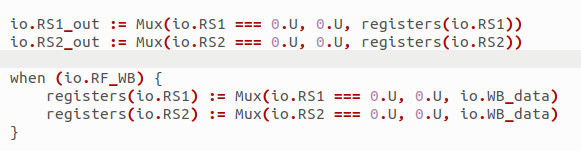 io.RS1_out := Mux(io.RS1 === 0.U, 0.U, registers(io.RS1))
io.RS2_out := Mux(io.RS2 === 0.U, 0.U, registers(io.RS2))
when (io.RF_WB) {
    registers(io.RS1) := Mux(io.RS1 === 0.U, 0.U, io.WB_data)
    registers(io.RS2) := Mux(io.RS2 === 0.U, 0.U, io.WB_data)
}